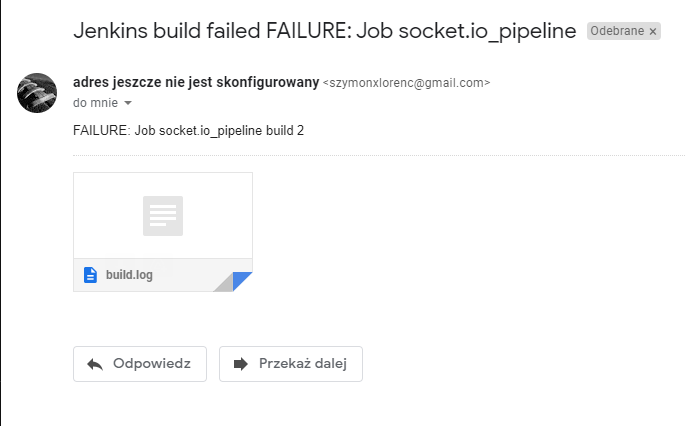 Jenkins build failed FAILURE: Job socket.io_pipeline Odebrane ×
adres jeszcze nie jest skonfigurowany <szymonxlorenc@gmail.com>
do mnie
FAILURE: Job socket.io_pipeline build 2
build.log
Odpowiedz Przekaż dalej